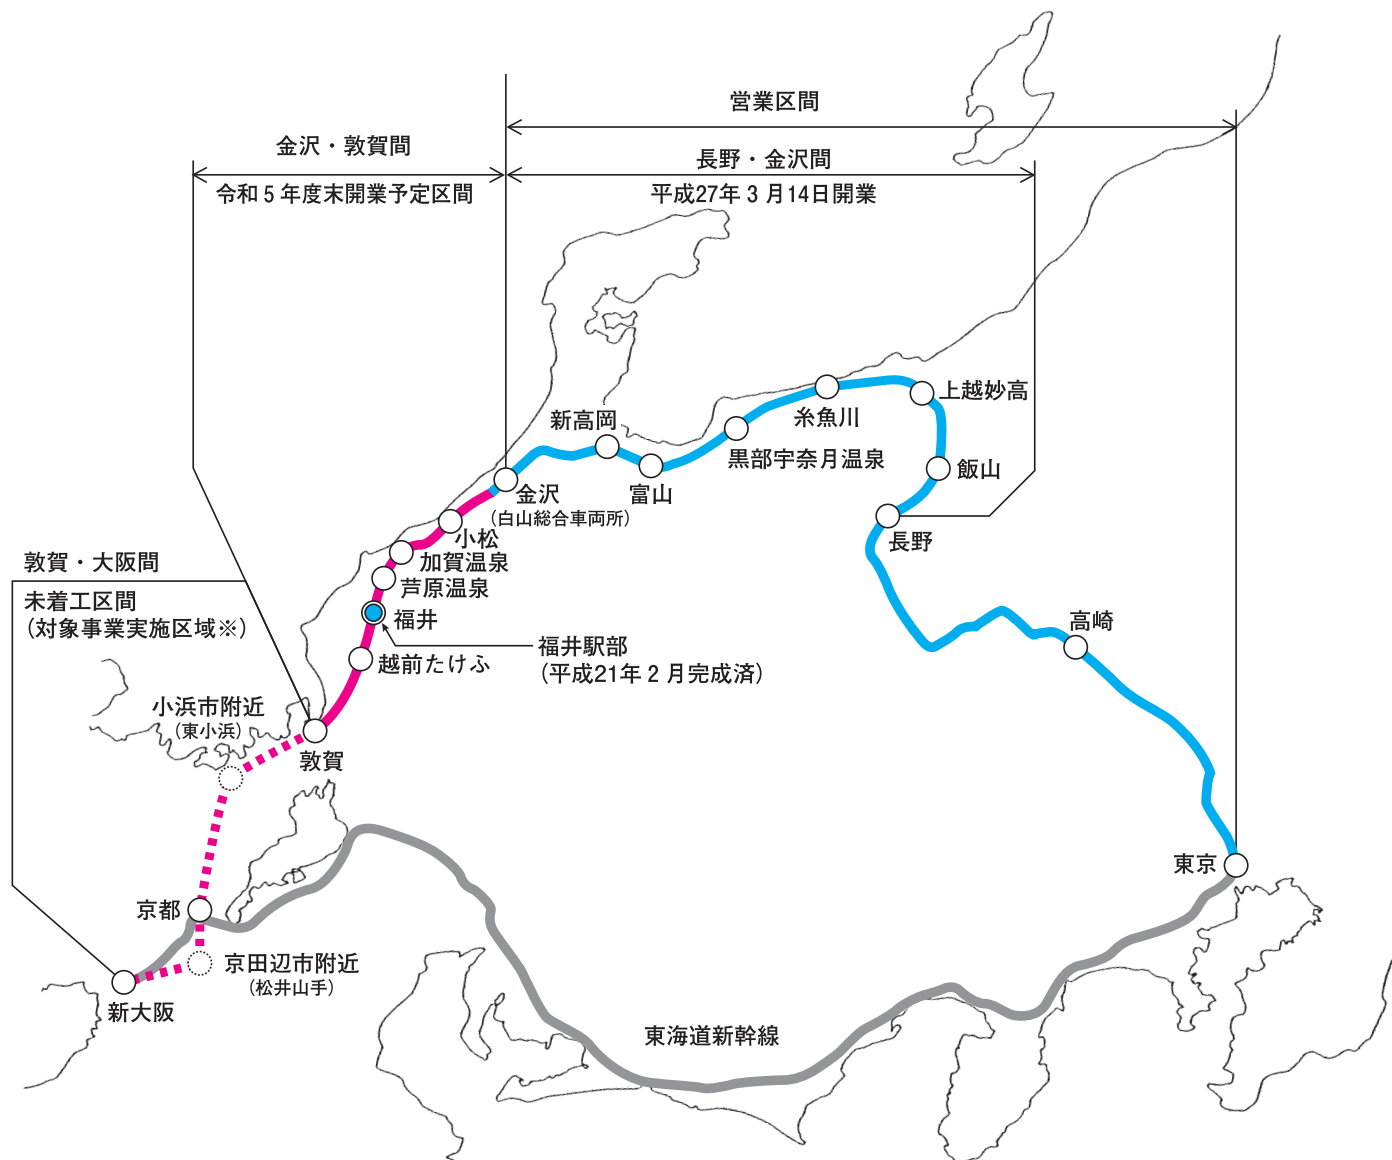 営業区間
金沢・敦賀間
令和5年度末開業予定区間
長野・金沢間
平成27年3月14日開業
上越妙高
糸魚川
新高岡
黒部宇奈月温泉
飯山
富山
金沢
(白山総合車両所)
小松
長野
加賀温泉
敦賀・大阪間
芦原温泉
未着工区間
(対象事業実施区域※)
福井
高崎
福井駅部
(平成21年2月完成済)
越前たけふ
小浜市附近
(東小浜)
敦賀
東京
京都
京田辺市附近
(松井山手)
新大阪
東海道新幹線